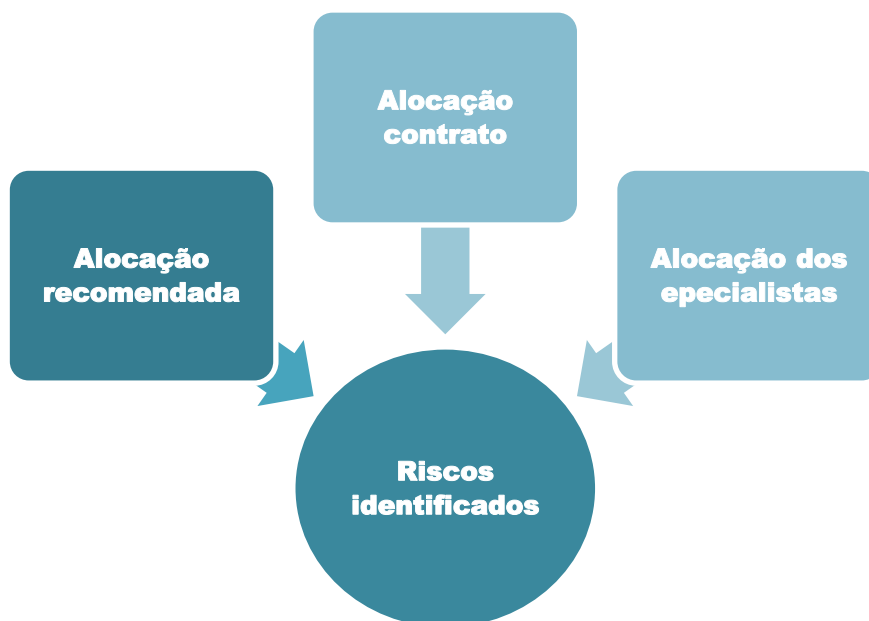 Alocação
contrato
Alocação
recomendada
Alocação dos
epecialistas
Riscos
identificados